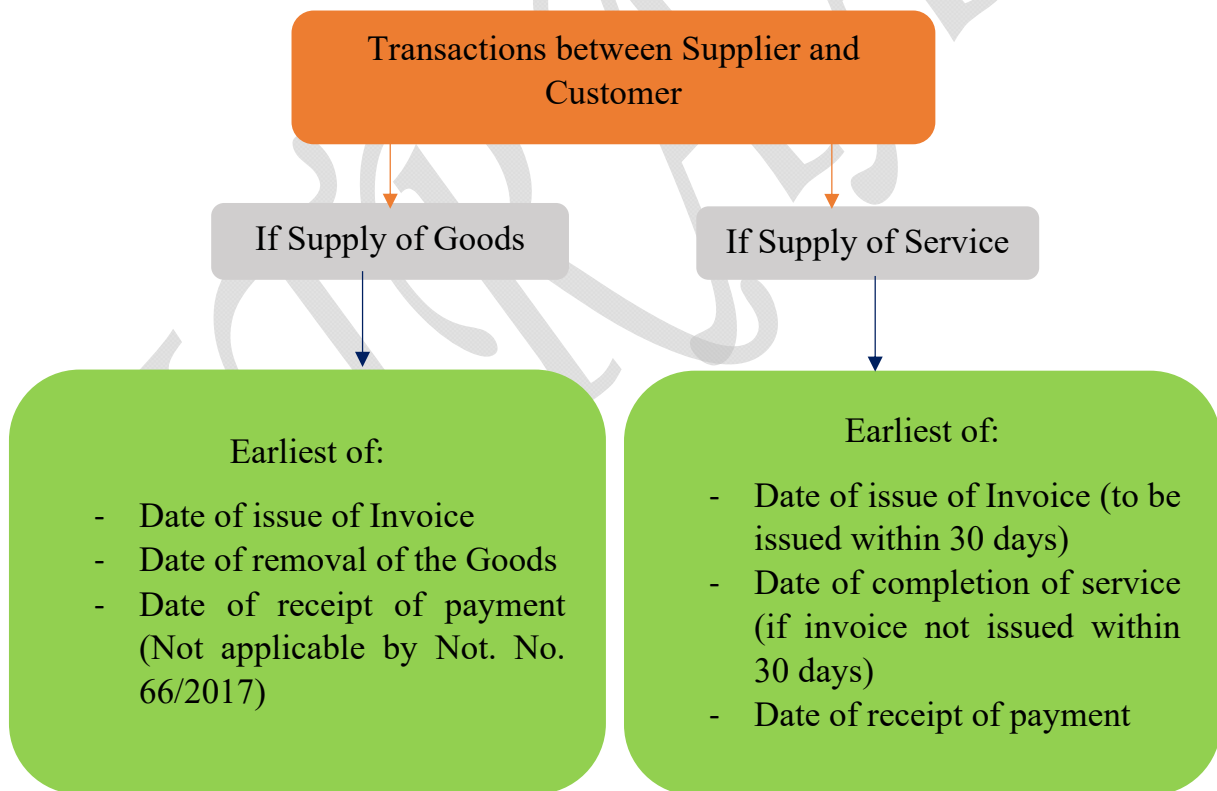 Transactions between Supplier and
Customer
If Supply of Goods
If Supply of Service
Earliest of:
- Date of issue of Invoice
- Date of removal of the Goods
- Date of receipt of payment
(Not applicable by Not. No.
66/2017)
Earliest of:
- Date of issue of Invoice (to be
issued within 30 days)
- Date of completion of service
(if invoice not issued within
30 days)
- Date of receipt of payment